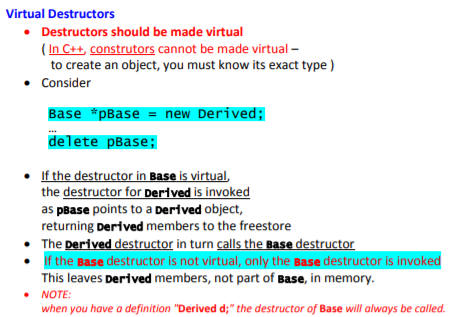 Virtual Destructors
• Destructors should be made virtual
( In C++, construtors cannot be made virtual –
to create an object, you must know its exact type )
• Consider
Base *pBase = new Derived;
…
delete pBase;
• If the destructor in Base is virtual,
the destructor for Derived is invoked
as pBase points to a Derived object,
returning Derived members to the freestore
• The Derived destructor in turn calls the Base destructor
• If the Base destructor is not virtual, only the Base destructor is invoked
This leaves Derived members, not part of Base, in memory.
• NOTE:
when you have a definition "Derived d;" the destructor of Base will always be called.